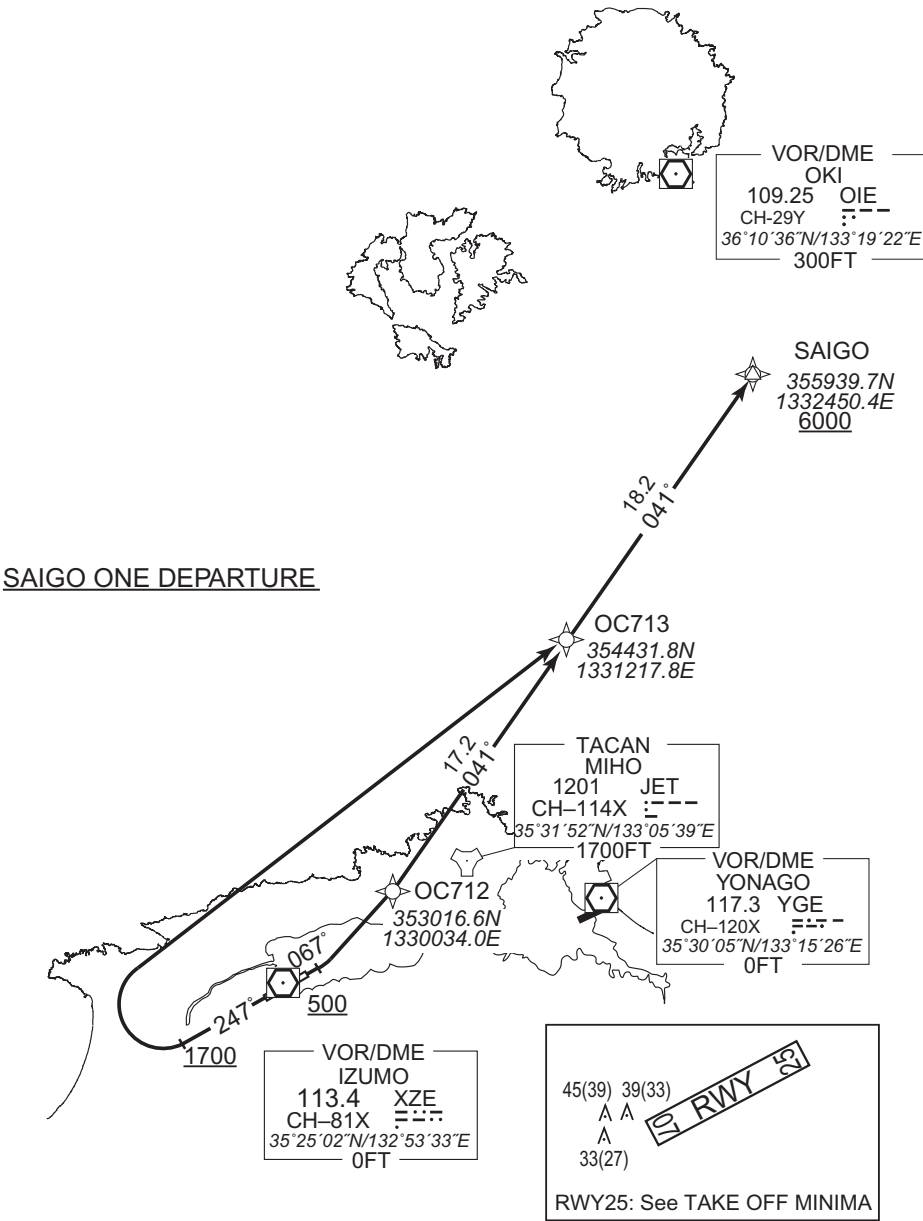 VOR/DME
OKI
109.25 OIE
CH-29Y
36°10´36˝N/133°19´22˝E
300FT
SAIGO
355939.7N
1332450.4E
6000
18.2
041°
SAIGO ONE DEPARTURE
OC713
354431.8N
1331217.8E
17.2
041°
TACAN
MIHO
1201 JET
CH–114X
35°31´52˝N/133°05´39˝E
1700FT
VOR/DME
YONAGO
117.3 YGE
CH–120X
35°30´05˝N/133°15´26˝E
0FT
OC712
353016.6N
1330034.0E
067°
247°
500
1700
VOR/DME
IZUMO
113.4 XZE
CH–81X
35°25´02˝N/132°53´33˝E
0FT
45(39) 39(33)
33(27)
07 RWY 25
RWY25: See TAKE OFF MINIMA